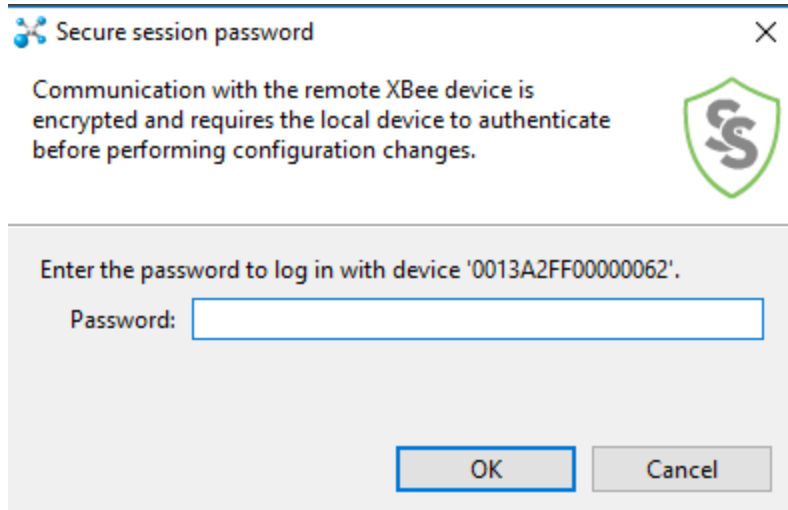 Secure session password
Communication with the remote XBee device is
encrypted and requires the local device to authenticate
before performing configuration changes.
SS
Enter the password to log in with device '0013A2FF00000062'.
Password:
OK
Cancel